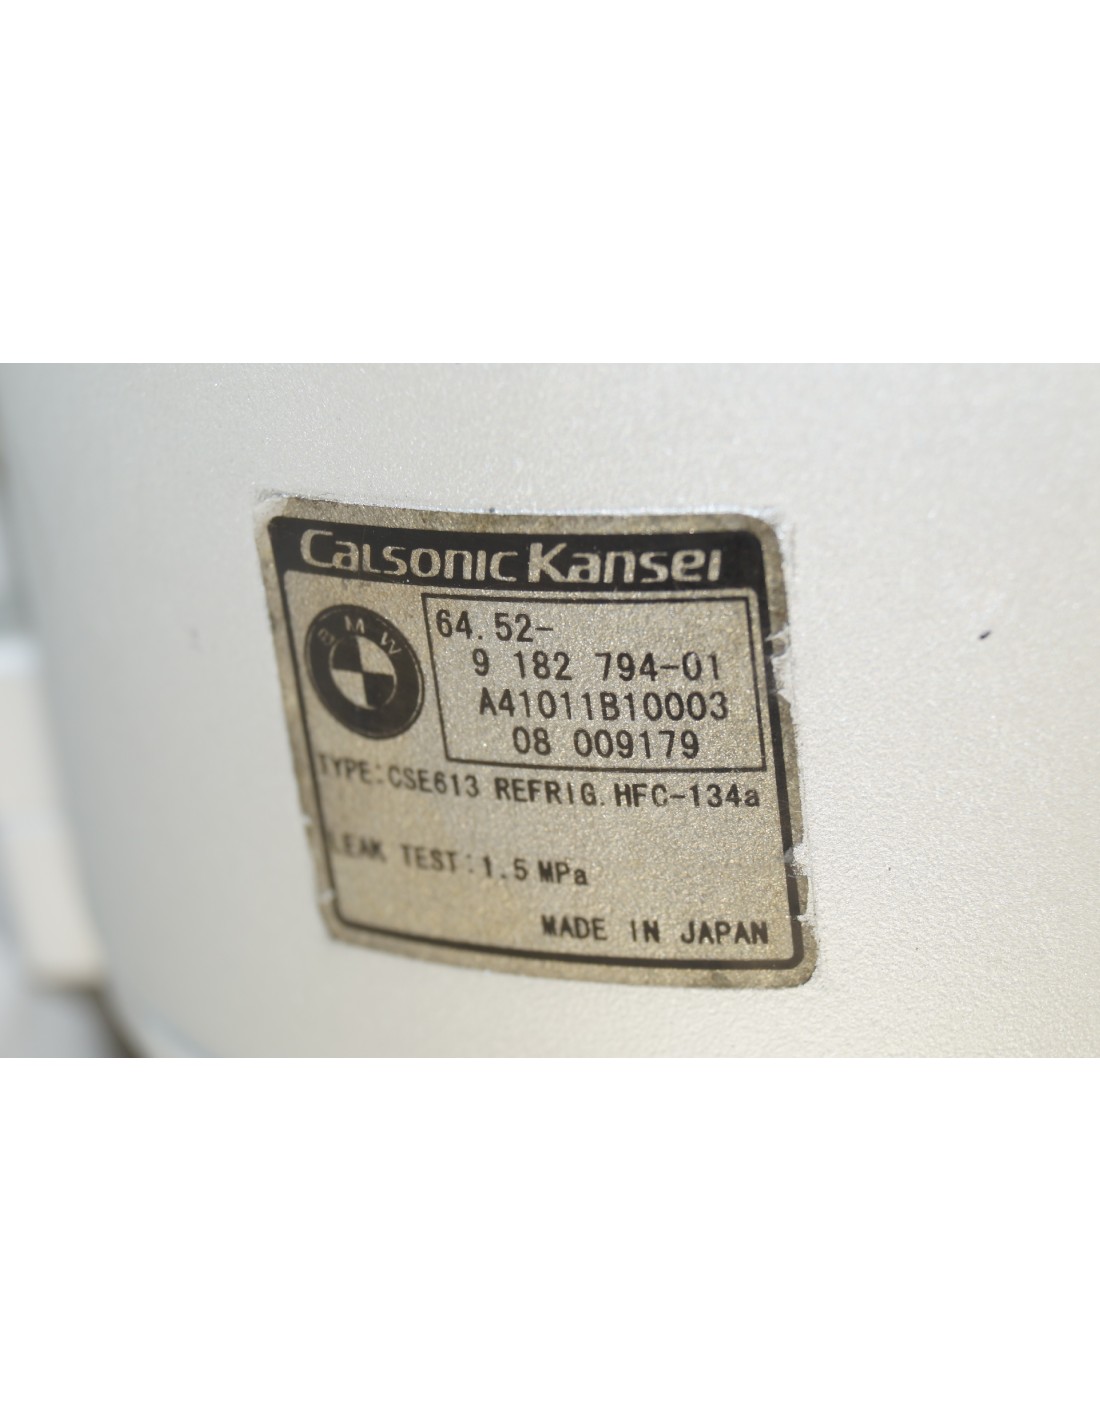 Calsonic Kansei
BMW
64.52-
9 182 794-01
A41011B10003
08 009179
TYPE:CSE613 REFRIG.HFC-134a
LEAK TEST:1.5 MPa
MADE IN JAPAN